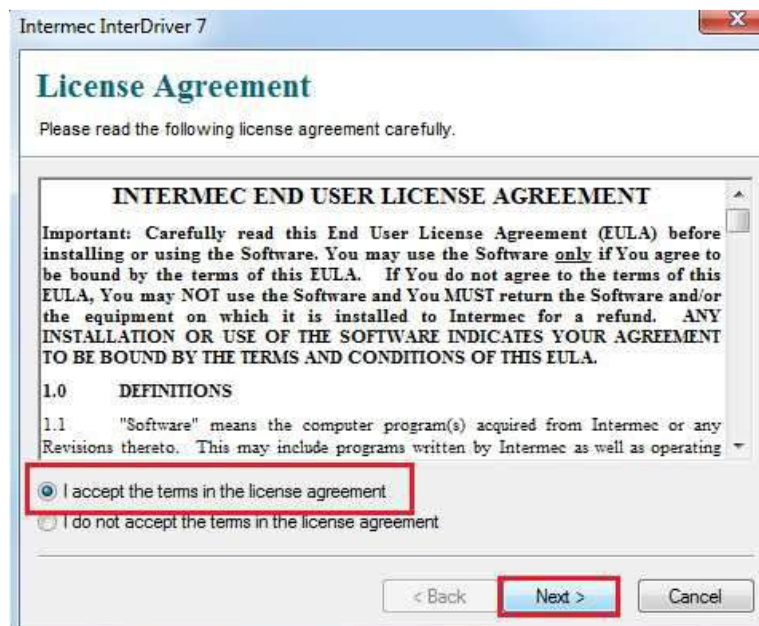 Intermec InterDriver 7
License Agreement
Please read the following license agreement carefully.
INTERMEC END USER LICENSE AGREEMENT
Important: Carefully read this End User License Agreement (EULA) before
installing or using the Software. You may use the Software only if You agree to
be bound by the terms of this EULA. If You do not agree to the terms of this
EULA, You may NOT use the Software and You MUST return the Software and/or
the equipment on which it is installed to Intermec for a refund. ANY
INSTALLATION OR USE OF THE SOFTWARE INDICATES YOUR AGREEMENT
TO BE BOUND BY THE TERMS AND CONDITIONS OF THIS EULA.
1.0 DEFINITIONS
1.1 "Software" means the computer program(s) acquired from Intermec or any
Revisions thereto. This may include programs written by Intermec as well as operating
I accept the terms in the license agreement
I do not accept the terms in the license agreement
< Back Next > Cancel